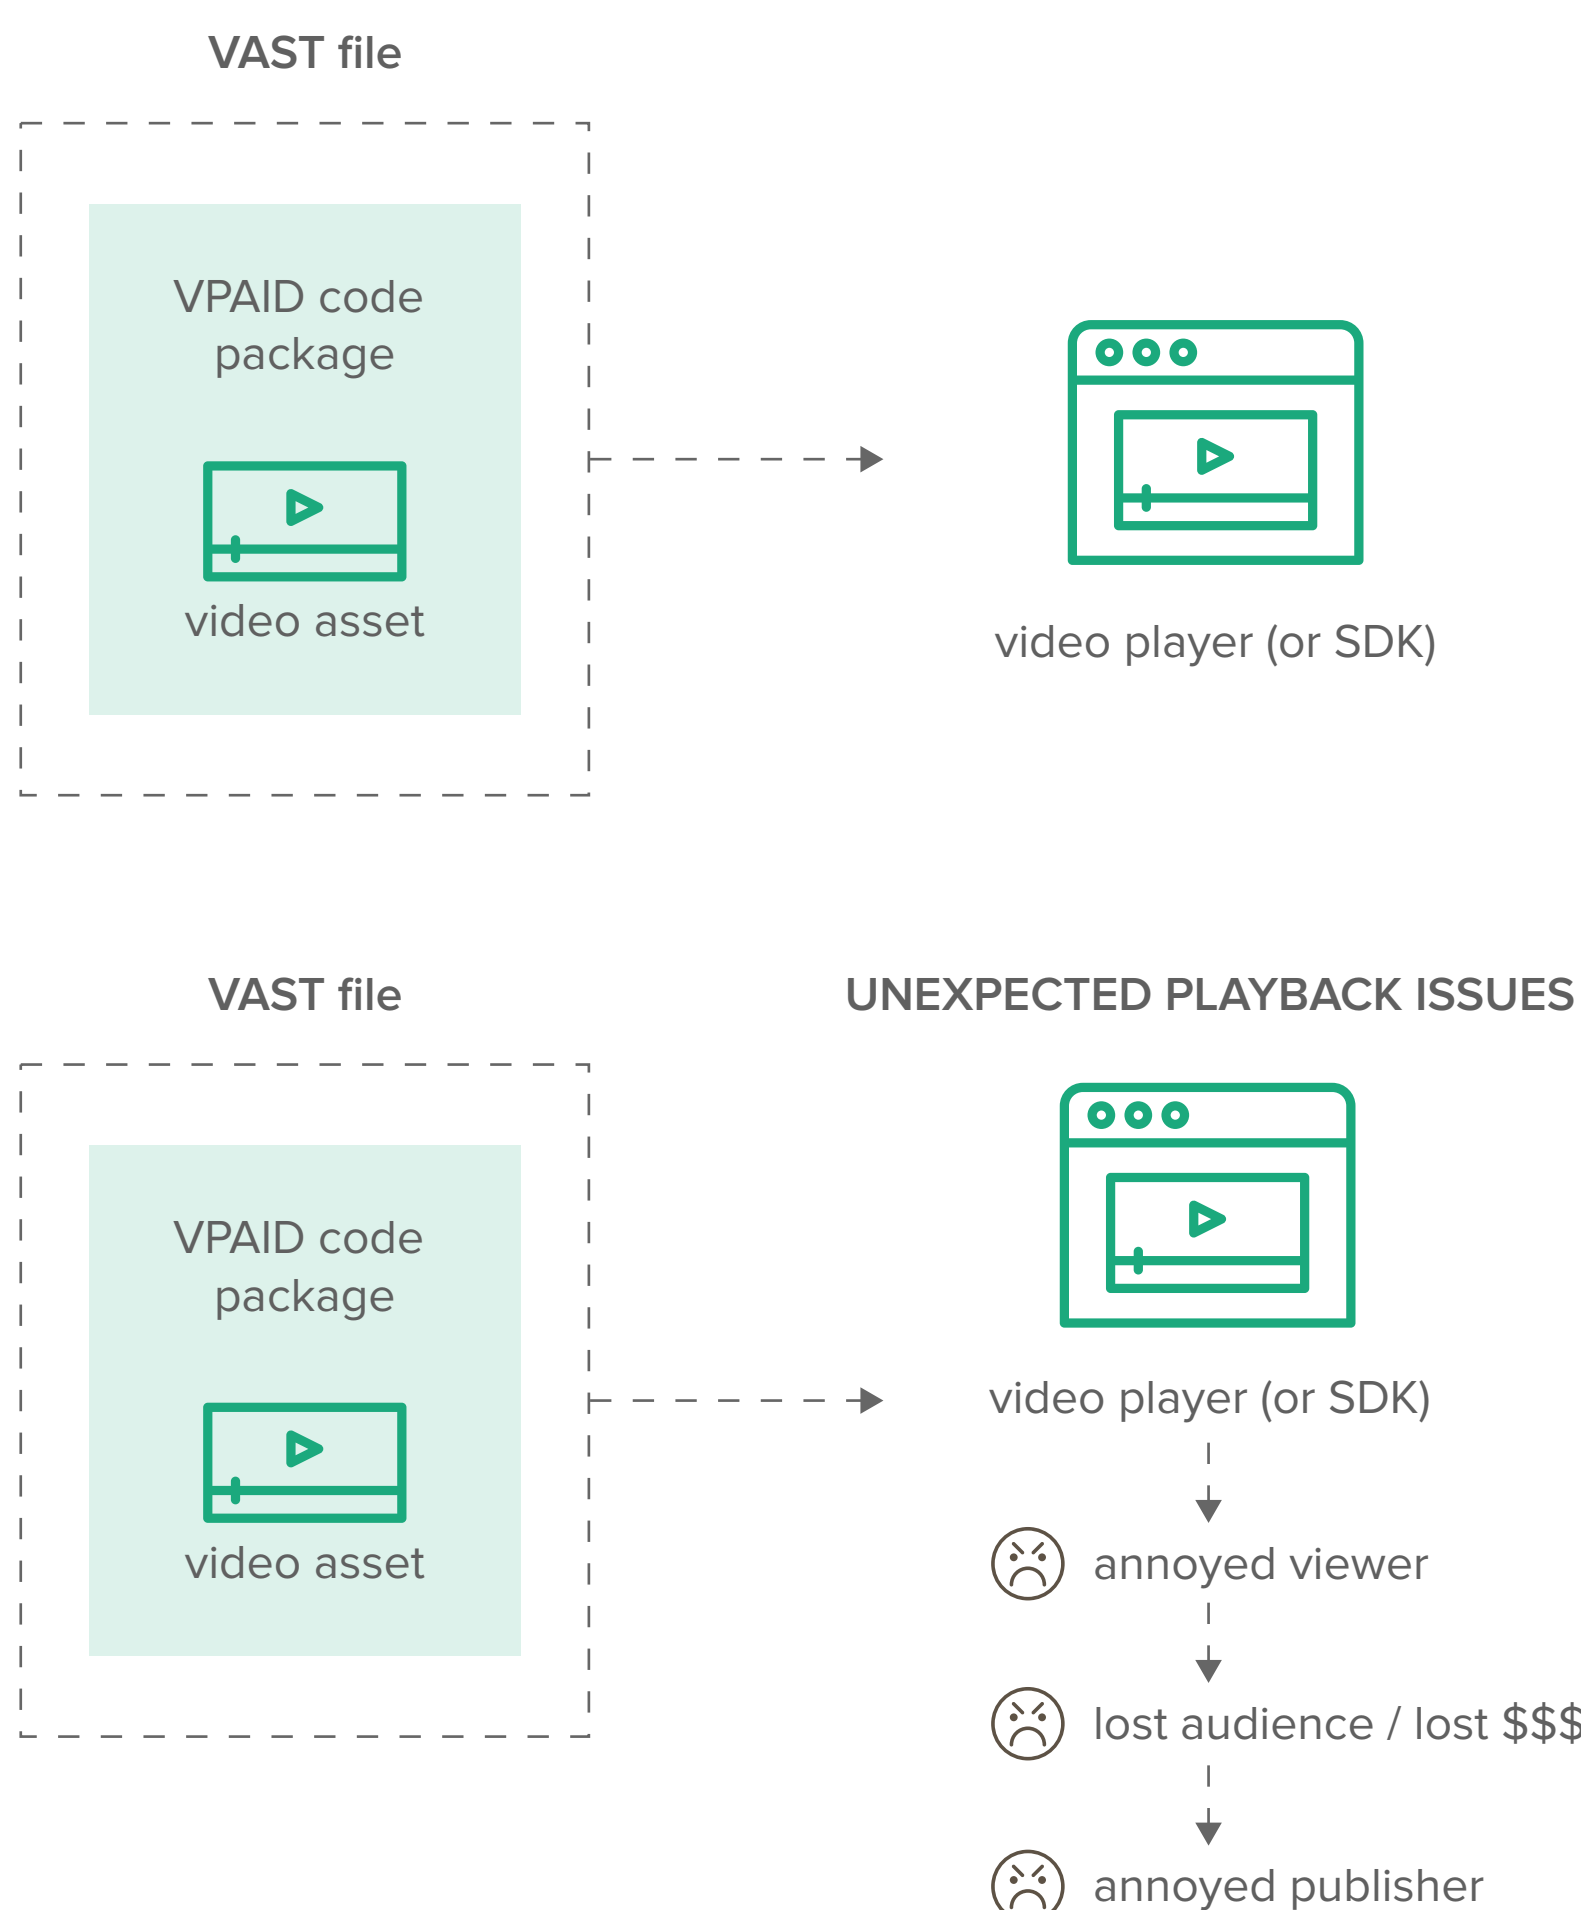 VAST file
VPAID code
package
video asset
video player (or SDK)
VAST file
VPAID code
package
video asset
UNEXPECTED PLAYBACK ISSUES
video player (or SDK)
annoyed viewer
lost audience / lost $$$
annoyed publisher